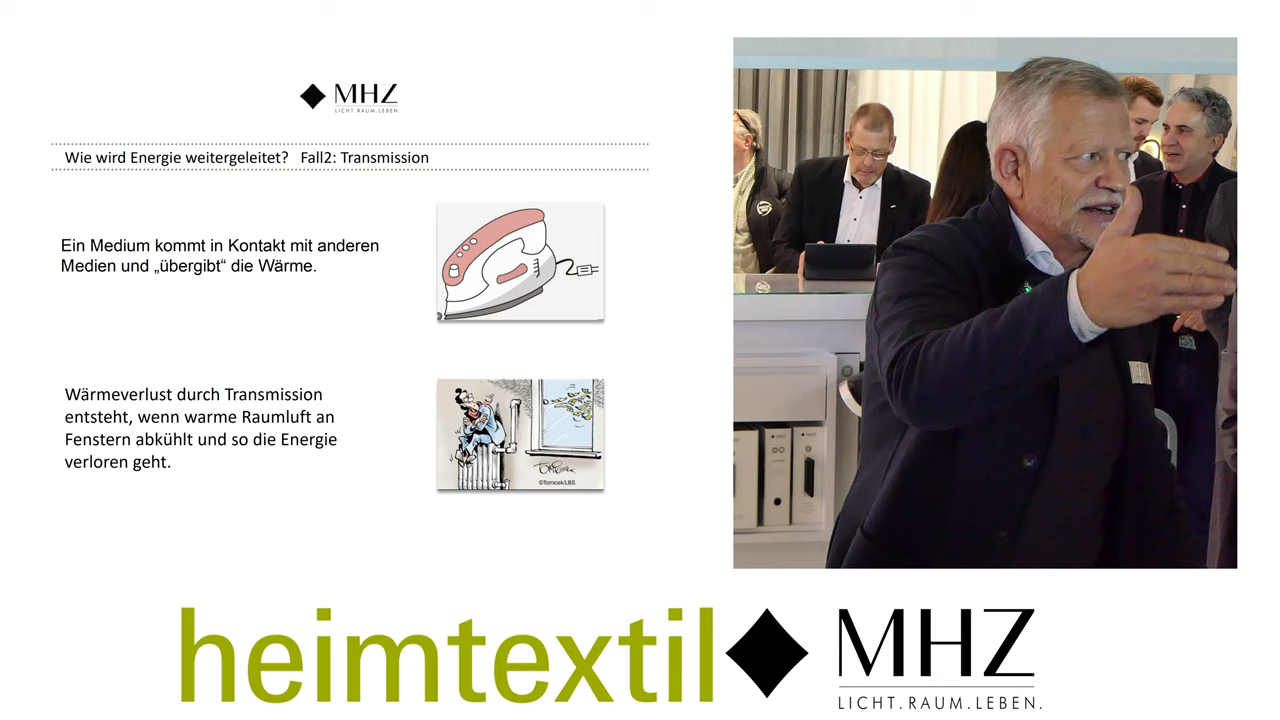 MHZ
LICHT.RAUM.LEBEN.
Wie wird Energie weitergeleitet? Fall2: Transmission
Ein Medium kommt in Kontakt mit anderen
Medien und „übergibt“ die Wärme.
Wärmeverlust durch Transmission
entsteht, wenn warme Raumluft an
Fenstern abkühlt und so die Energie
verloren geht.
©Tomicek/LBS
heimtextil MHZ
LICHT.RAUM.LEBEN.